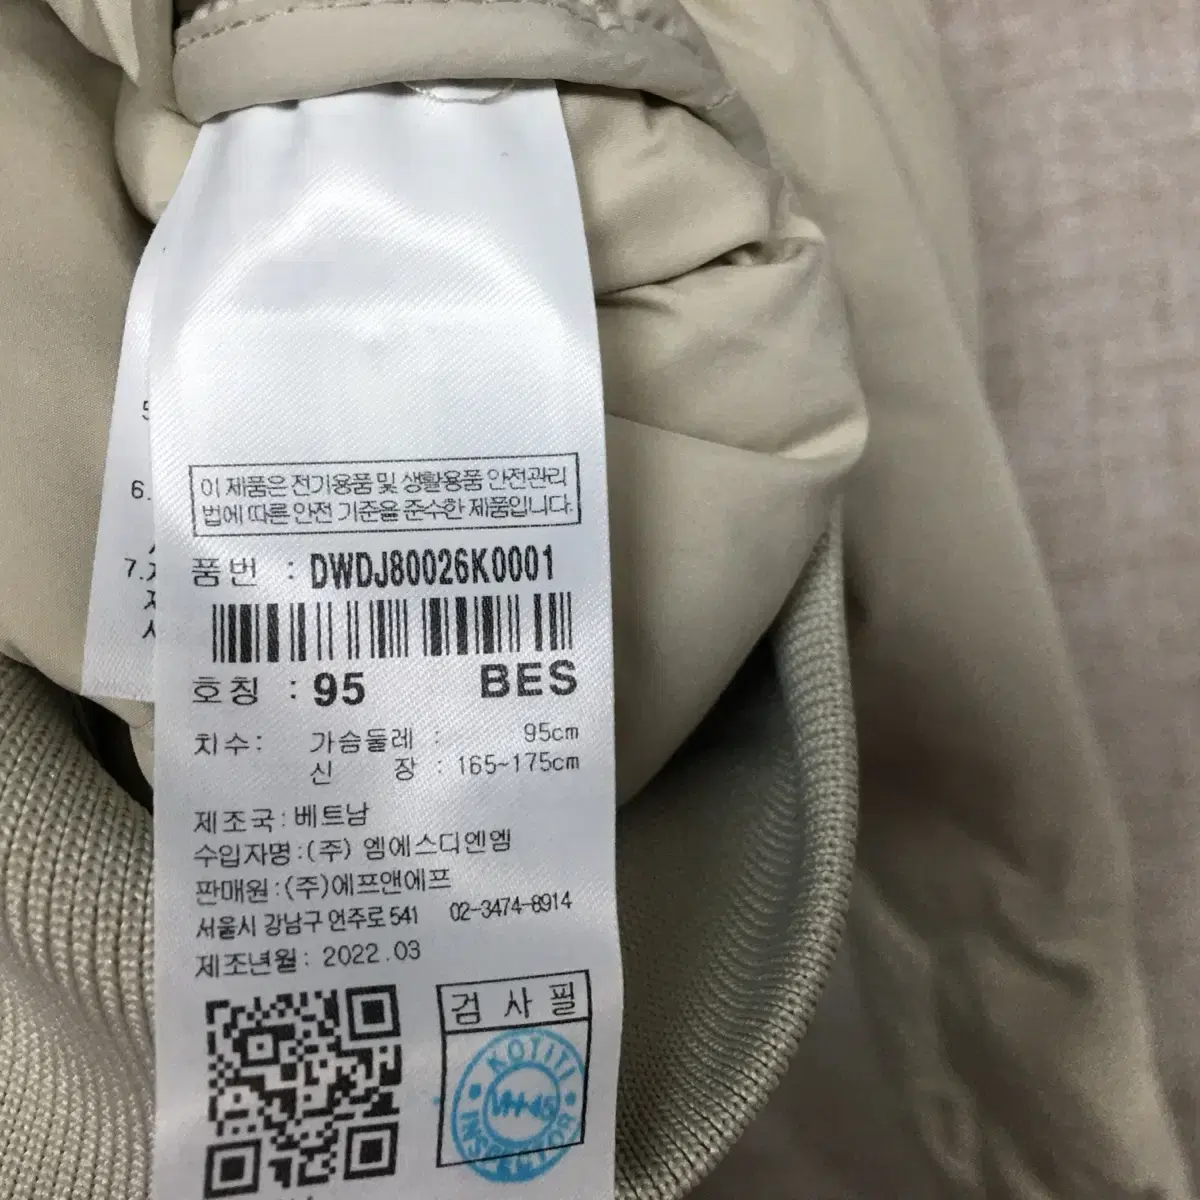 이 제품은 전기용품 및 생활용품 안전관리
법에 따른 안전 기준을 준수한 제품입니다.
품번 : DWDJ80026K0001
호칭 : 95 BES
치수: 가슴둘레 : 95cm
신 장 : 165~175cm
제조국: 베트남
수입자명:(주) 엠에스디엔엠
판매원:(주)에프앤에프
서울시 강남구 언주로 541 02-3474-8914
제조년월: 2022.03
검 사 필
KOTITI
INSPECTOR
6.
7.